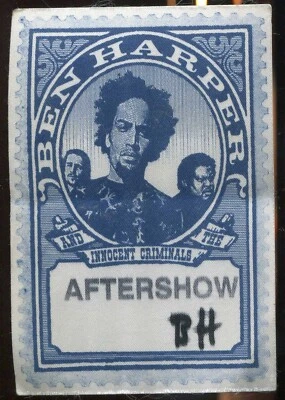 BEN HARPER
AND THE
INNOCENT CRIMINALS
AFTERSHOW
BH